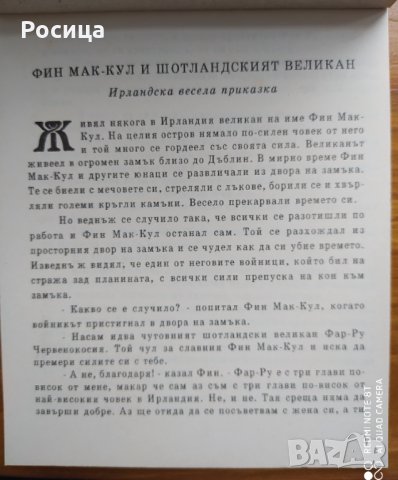 Росица
ФИН МАК-КУЛ И ШОТЛАНДСКИЯТ ВЕЛИКАН
Ирландска весела приказка
Живял някога в Ирландия великан на име Фин Мак-
Кул. На целия остров нямало по-силен човек от него
и той много се гордеел със своята сила. Великанът
живеел в огромен замък близо до Дъблин. В мирно време Фин
Мак-Кул и другите юнаци се развличали из двора на замъка.
Те се биели с мечовете си, стреляли с лъкове, борили се и хвър-
ляли големи кръгли камъни. Весело прекарвали времето си.
Но веднъж се случило така, че всички се разотишли по
работа и Фин Мак-Кул останал сам. Той се разхождал из
просторния двор на замъка и се чудел как да си убие времето.
Изведнъж видял, че един от неговите войници, който бил на
стража зад планината, с всички сили препуска на кон към
замъка.
- Какво се е случило? - попитал Фин Мак-Кул, когато
войникът пристигнал в двора на замъка.
- Насам идва чутовният шотландски великан Фар-Ру
Червенокосия. Той чул за славния Фин Мак-Кул и иска да
премери силите си с тебе.
- А не, благодаря! - казал Фин. - Фар-Ру е с три глави по-
висок от мене, макар че сам аз съм с три глави по-висок от
най-високия човек в Ирландия. Не, и не. Тая среща няма да
завърши добре. Аз ще отида да се посъветвам с жена си, а ти
REDMI NOTE 8T
AI QUAD CAMERA
BAZAR